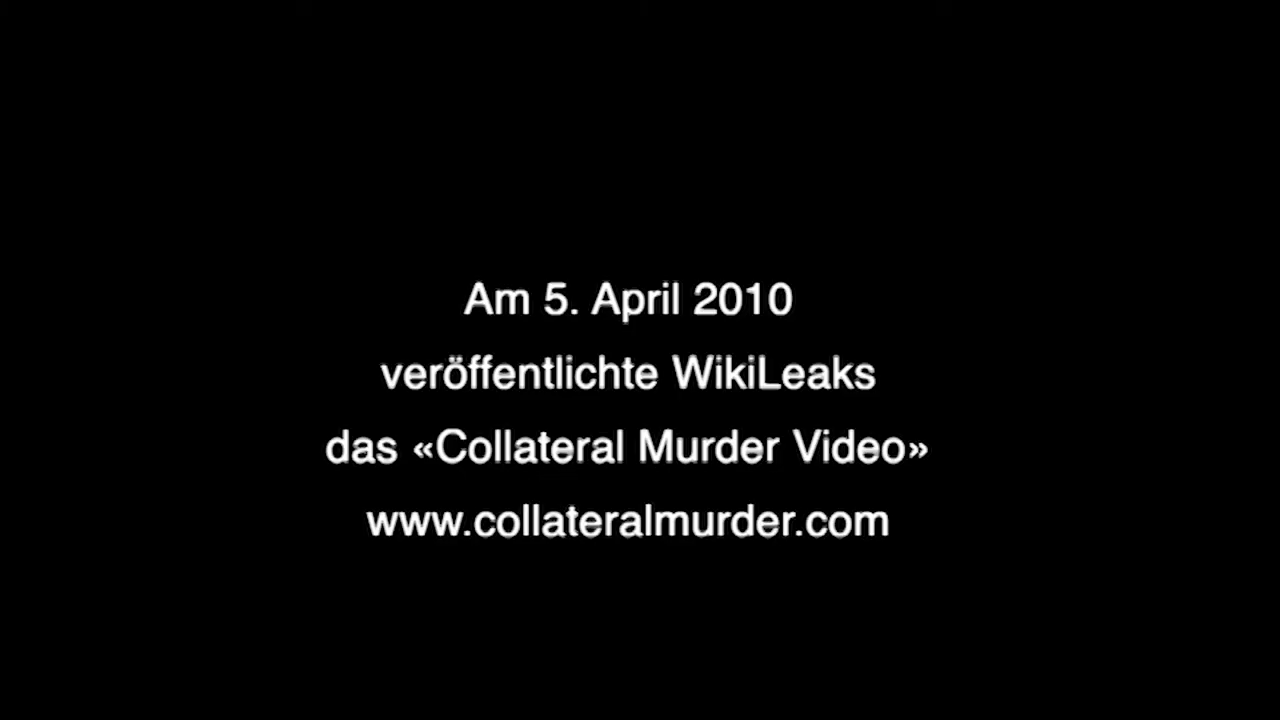 Am 5. April 2010
veröffentlichte WikiLeaks
das «Collateral Murder Video»
www.collateralmurder.com